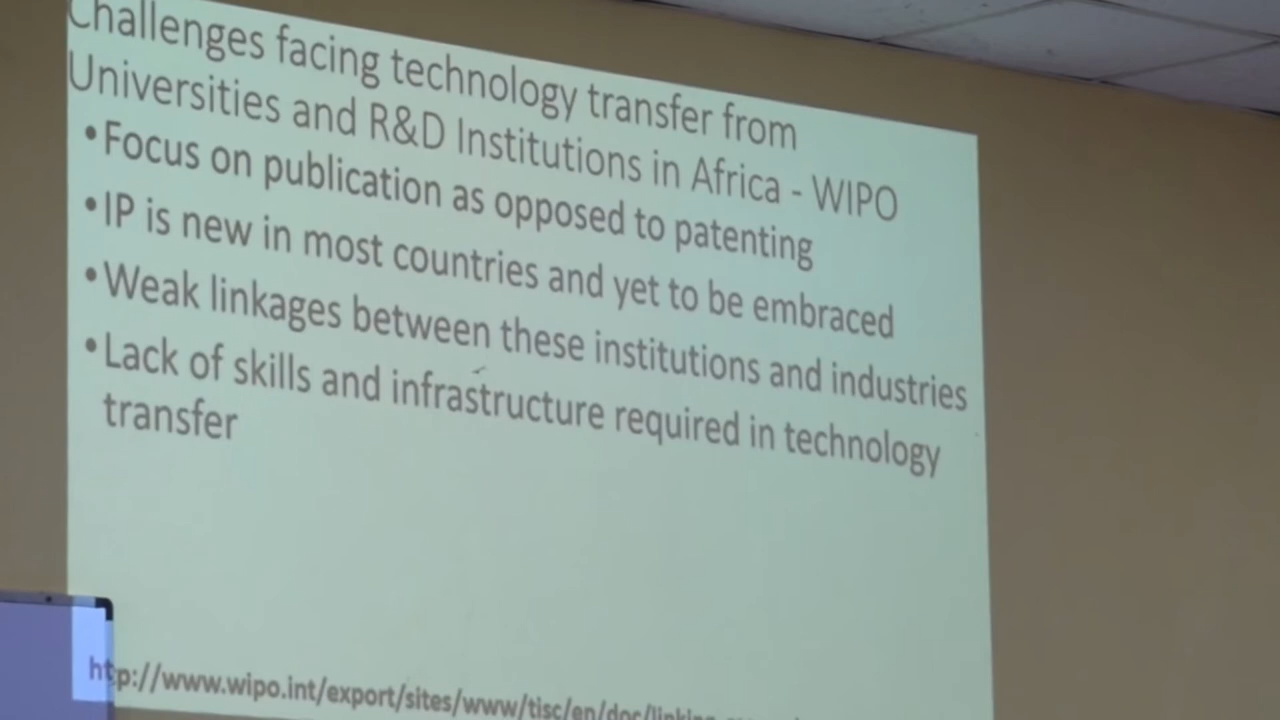 Challenges facing technology transfer from
Universities and R&D Institutions in Africa - WIPO
•Focus on publication as opposed to patenting
•IP is new in most countries and yet to be embraced
•Weak linkages between these institutions and industries
•Lack of skills and infrastructure required in technology
transfer
http://www.wipo.int/export/sites/www/tisc/en/doc/linking